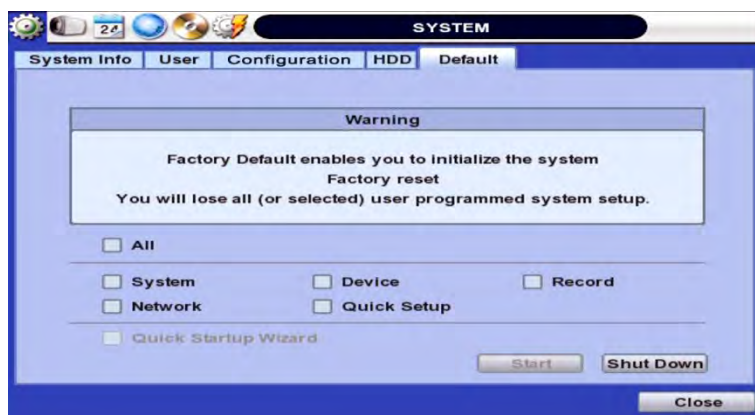 24
SYSTEM
System Info User Configuration HDD Default
Warning
Factory Default enables you to initialize the system
Factory reset
You will lose all (or selected) user programmed system setup.
All
System Device Record
Network Quick Setup
Quick Startup Wizard
Start Shut Down
Close